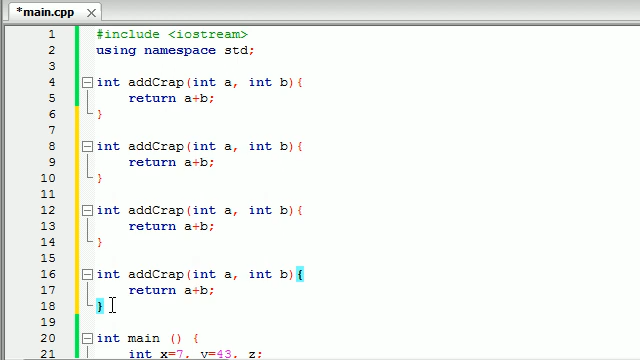 *main.cpp
1 #include <iostream>
2 using namespace std;
3
4 int addCrap(int a, int b){
5 return a+b;
6 }
7
8 int addCrap(int a, int b){
9 return a+b;
10 }
11
12 int addCrap(int a, int b){
13 return a+b;
14 }
15
16 int addCrap(int a, int b){
17 return a+b;
18 }
19
20 int main () {
21 int x=7, y=43, z;